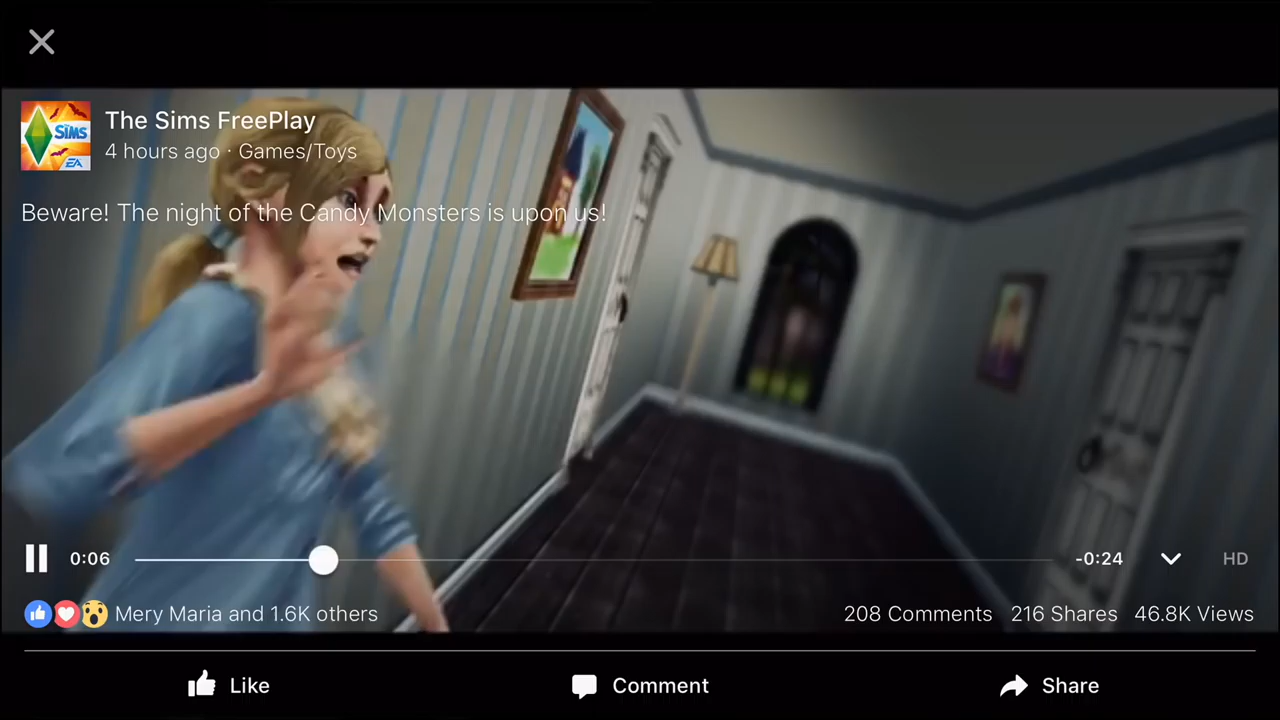 The Sims FreePlay
SIMS
4 hours ago · Games/Toys
EA
Beware! The night of the Candy Monsters is upon us!
0:06
-0:24
HD
Mery Maria and 1.6K others
208 Comments
216 Shares
46.8K Views
Like
Comment
Share